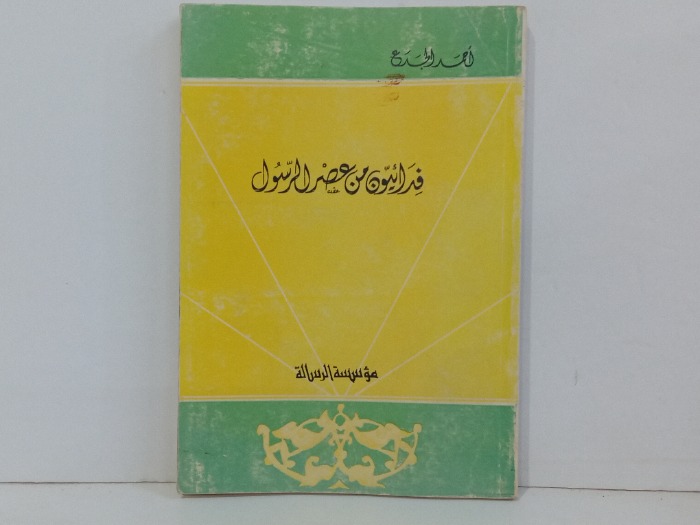 أحمد الجدع
فدائيون من عصر الرسول
مؤسسة الرسالة